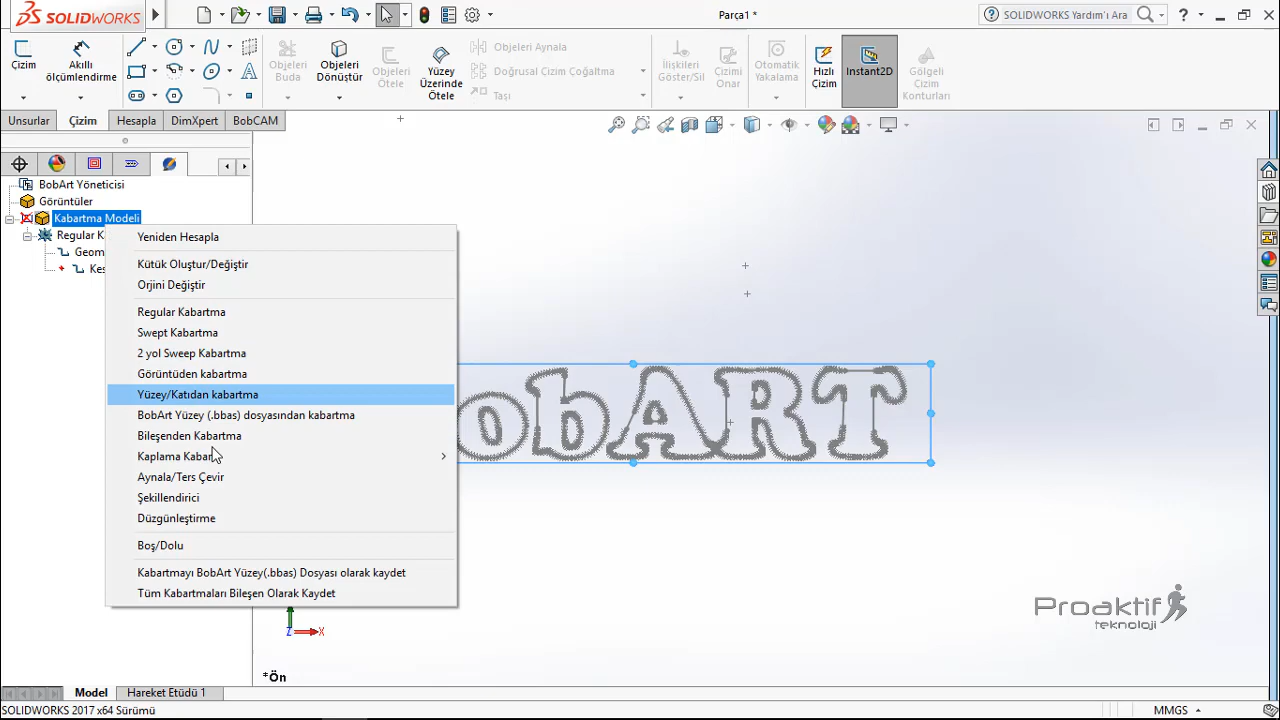 SOLIDWORKS
Parça1 *
SOLIDWORKS Yardım'ı Ara
?
Çizim
Akıllı ölçümlendirme
Objeleri Buda
Objeleri Dönüştür
Objeleri Ötele
Yüzey Üzerinde Ötele
Objeleri Aynala
Doğrusal Çizim Çoğaltma
Taşı
İlişkileri Göster/Sil
Çizimi Onar
Otomatik Yakalama
Hızlı Çizim
Instant2D
Gölgeli Çizim Konturları
Unsurlar
Çizim
Hesapla
DimXpert
BobCAM
BobArt Yöneticisi
Görüntüler
Kabartma Modeli
Regular K
Geom
Kes
Yeniden Hesapla
Kütük Oluştur/Değiştir
Orjini Değiştir
Regular Kabartma
Swept Kabartma
2 yol Sweep Kabartma
Görüntüden kabartma
Yüzey/Katıdan kabartma
BobArt Yüzey (.bbas) dosyasından kabartma
Bileşenden Kabartma
Kaplama Kabar
Aynala/Ters Çevir
Şekillendirici
Düzgünleştirme
Boş/Dolu
Kabartmayı BobArt Yüzey(.bbas) Dosyası olarak kaydet
Tüm Kabartmaları Bileşen Olarak Kaydet
obART
Proaktif
teknoloji
Z X
*Ön
Model
Hareket Etüdü 1
SOLIDWORKS 2017 x64 Sürümü
MMGS